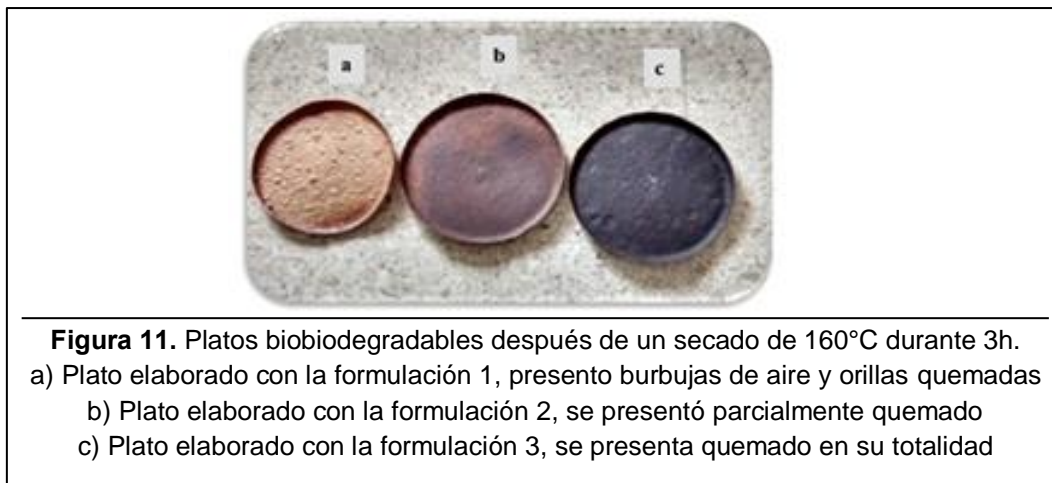 a
b
c
Figura 11. Platos biobiodegradables después de un secado de 160°C durante 3h.
a) Plato elaborado con la formulación 1, presento burbujas de aire y orillas quemadas
b) Plato elaborado con la formulación 2, se presentó parcialmente quemado
c) Plato elaborado con la formulación 3, se presenta quemado en su totalidad